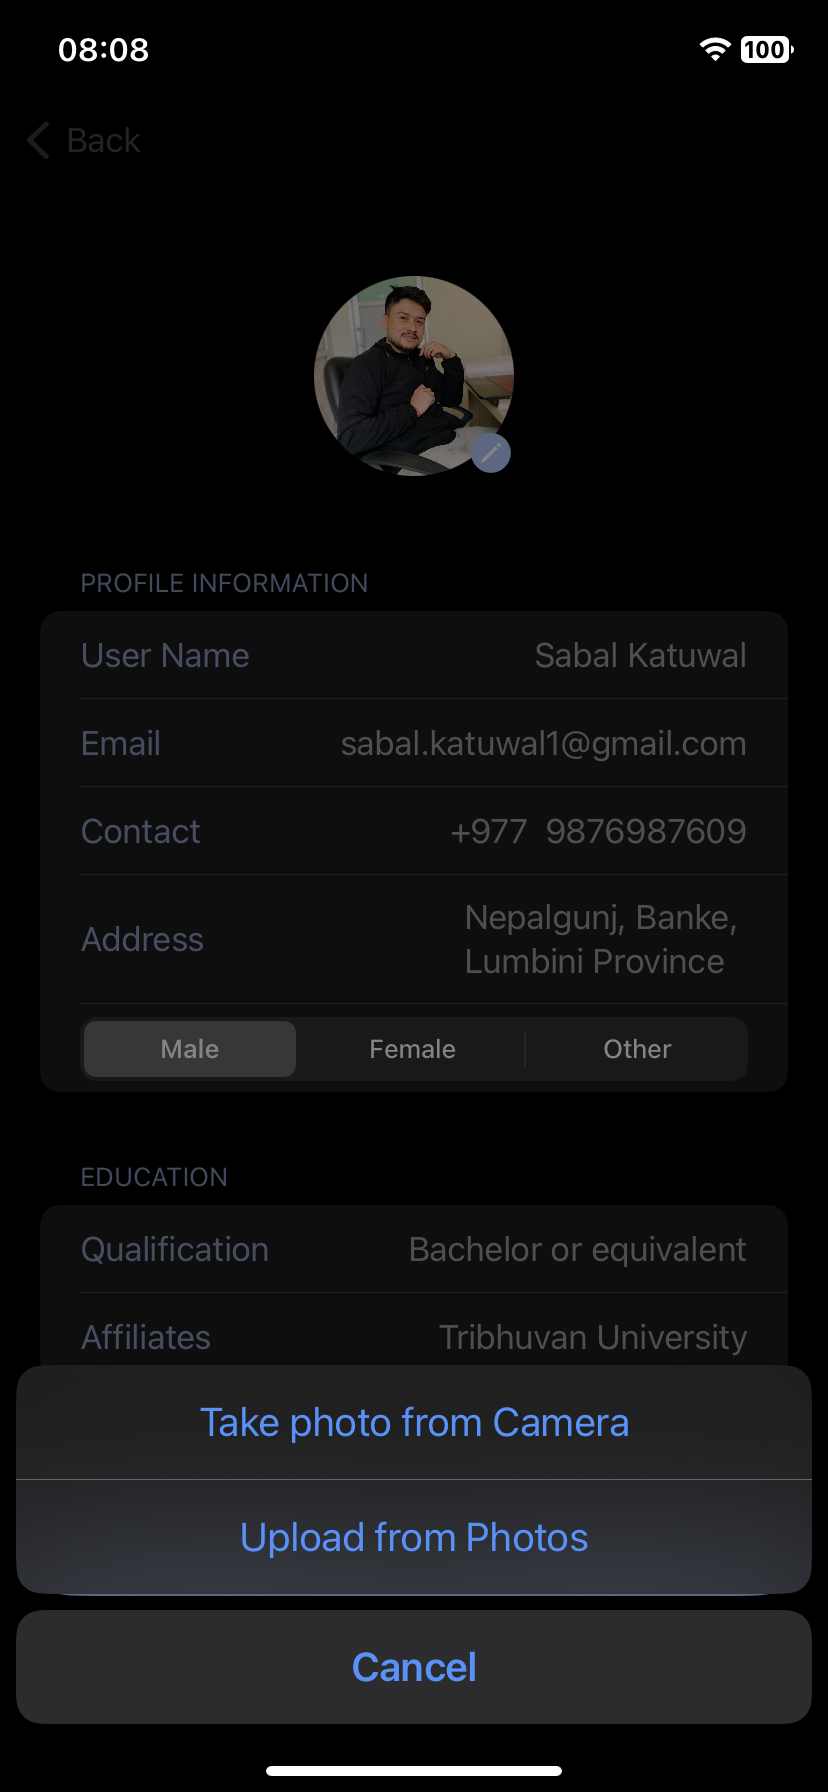 08:08
100
Back
PROFILE INFORMATION
User Name Sabal Katuwal
Email sabal.katuwal1@gmail.com
Contact +977 9876987609
Address Nepalgunj, Banke,
Lumbini Province
Male Female Other
EDUCATION
Qualification Bachelor or equivalent
Affiliates Tribhuvan University
Take photo from Camera
Upload from Photos
Cancel